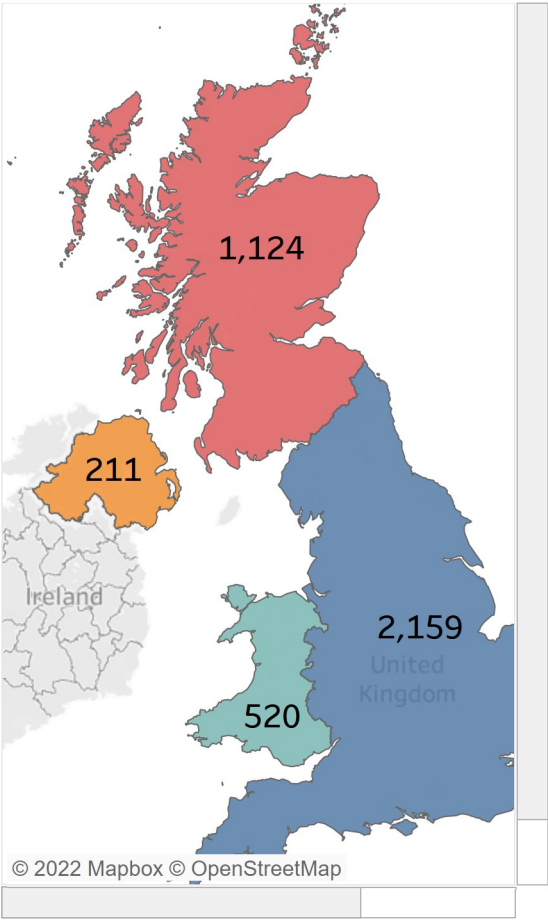 1,124
211
Ireland
2,159
United
Kingdom
520
© 2022 Mapbox © OpenStreetMap